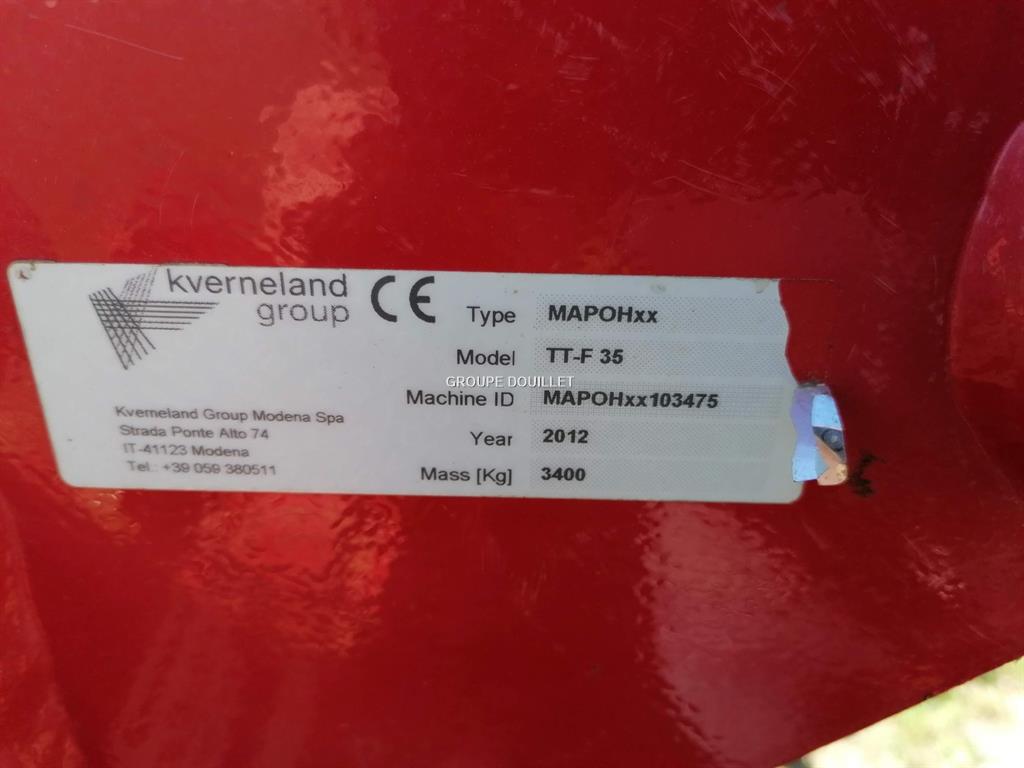 kverneland
group
CE
Type MAPOHxx
Model TT-F 35
GROUPE DOUILLET
Machine ID MAPOHxx103475
Year 2012
Mass [Kg] 3400
Kverneland Group Modena Spa
Strada Ponte Alto 74
IT-41123 Modena
Tel.: +39 059 380511